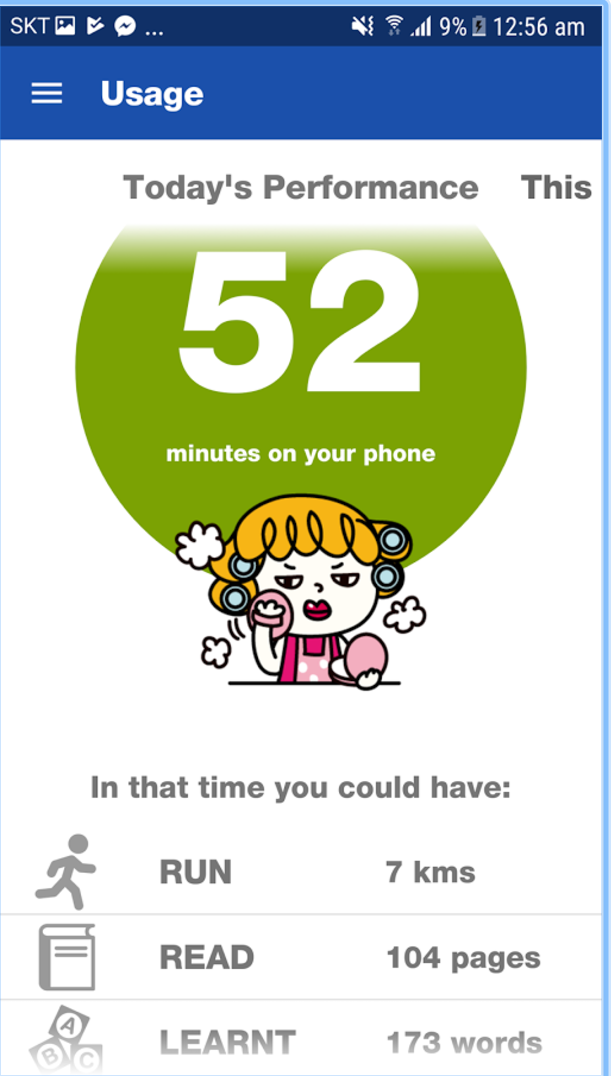 SKT ... 9% 12:56 am
Usage
Today's Performance This
52
minutes on your phone
In that time you could have:
RUN 7 kms
READ 104 pages
A
B C
LEARNT 173 words